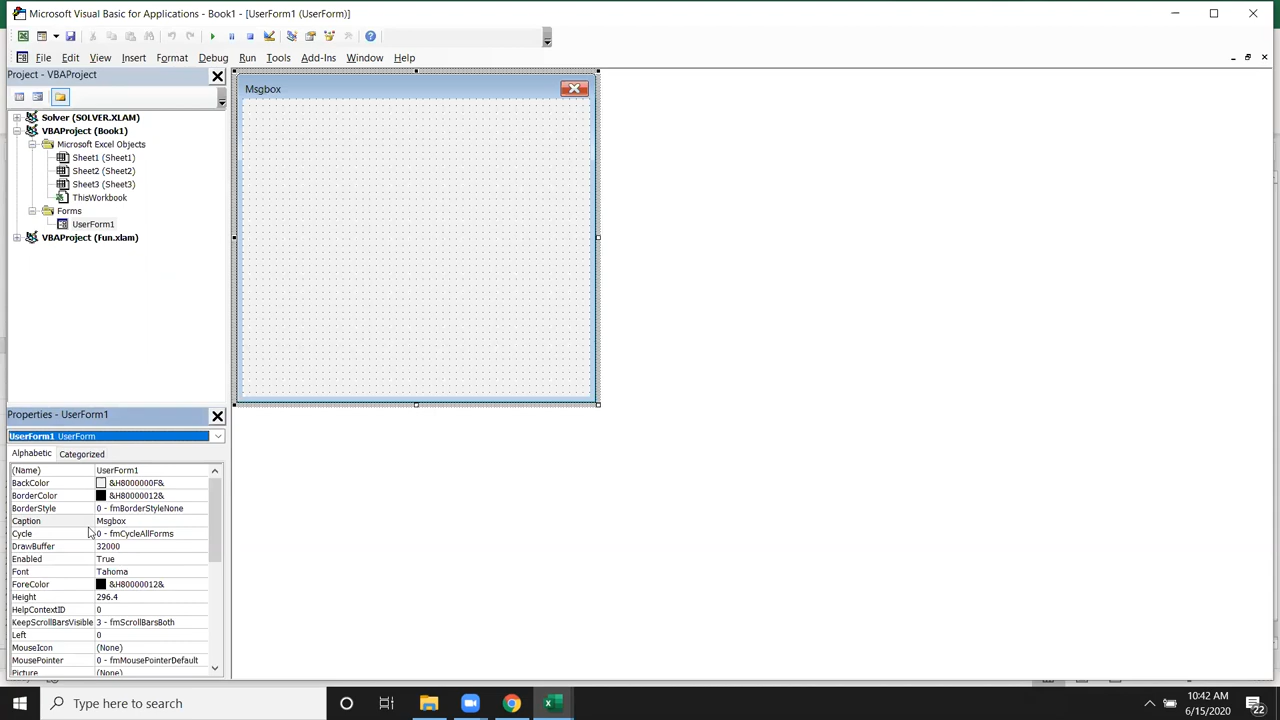 Microsoft Visual Basic for Applications - Book1 - [UserForm1 (UserForm)]
File Edit View Insert Format Debug Run Tools Add-Ins Window Help
Project - VBAProject
Solver (SOLVER.XLAM)
VBAProject (Book1)
Microsoft Excel Objects
Sheet1 (Sheet1)
Sheet2 (Sheet2)
Sheet3 (Sheet3)
ThisWorkbook
Forms
UserForm1
VBAProject (Fun.xlam)
Msgbox
Properties - UserForm1
UserForm1 UserForm
Alphabetic Categorized
(Name) UserForm1
BackColor &H8000000F&
BorderColor &H80000012&
BorderStyle 0 - fmBorderStyleNone
Caption Msgbox
Cycle 0 - fmCycleAllForms
DrawBuffer 32000
Enabled True
Font Tahoma
ForeColor &H80000012&
Height 296.4
HelpContextID 0
KeepScrollBarsVisible 3 - fmScrollBarsBoth
Left 0
MouseIcon (None)
MousePointer 0 - fmMousePointerDefault
Picture (None)
Type here to search
10:42 AM
6/15/2020
22